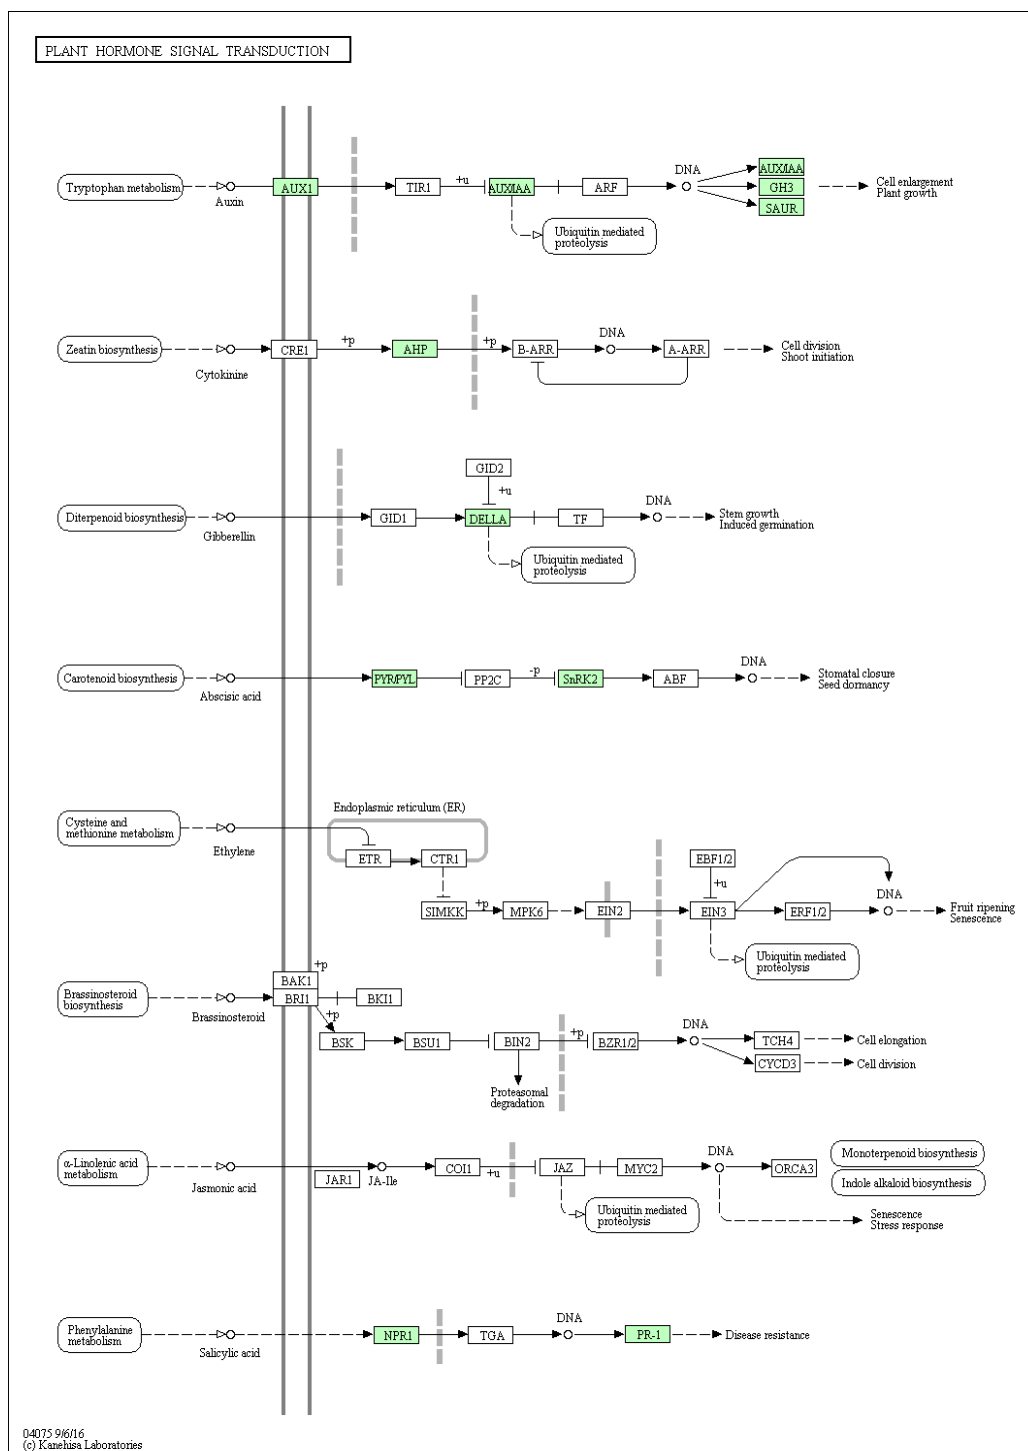 PLANT HORMONE SIGNAL TRANSDUCTION
Tryptophan metabolism
Auxin
AUX1
TIR1
+u
AUX/IAA
ARF
DNA
AUX/IAA
GH3
SAUR
Cell enlargement
Plant growth
Ubiquitin mediated
proteolysis
Zeatin biosynthesis
Cytokinine
CRE1
+p
AHP
+p
B-ARR
DNA
A-ARR
Cell division
Shoot initiation
GID2
+u
Diterpenoid biosynthesis
Gibberellin
GID1
DELLA
TF
DNA
Stem growth
Induced germination
Ubiquitin mediated
proteolysis
Carotenoid biosynthesis
Abscisic acid
PYR/PYL
PP2C
-p
SnRK2
ABF
DNA
Stomatal closure
Seed dormancy
Endoplasmic reticulum (ER)
Cysteine and
methionine metabolism
Ethylene
ETR
CTR1
SIMKK
+p
MPK6
EIN2
EBF1/2
+u
EIN3
ERF1/2
DNA
Fruit ripening
Senescence
Ubiquitin mediated
proteolysis
Brassinosteroid
biosynthesis
Brassinosteroid
BAK1
+p
BRI1
BKI1
+p
BSK
BSU1
BIN2
+p
BZR1/2
DNA
TCH4
Cell elongation
CYCD3
Cell division
Proteasomal
degradation
α-Linolenic acid
metabolism
Jasmonic acid
JAR1
JA-Ile
COI1
+u
JAZ
MYC2
DNA
ORCA3
Monoterpenoid biosynthesis
Indole alkaloid biosynthesis
Ubiquitin mediated
proteolysis
Senescence
Stress response
Phenylalanine
metabolism
Salicylic acid
NPR1
TGA
DNA
PR-1
Disease resistance
04075 9/6/16
(c) Kanehisa Laboratories